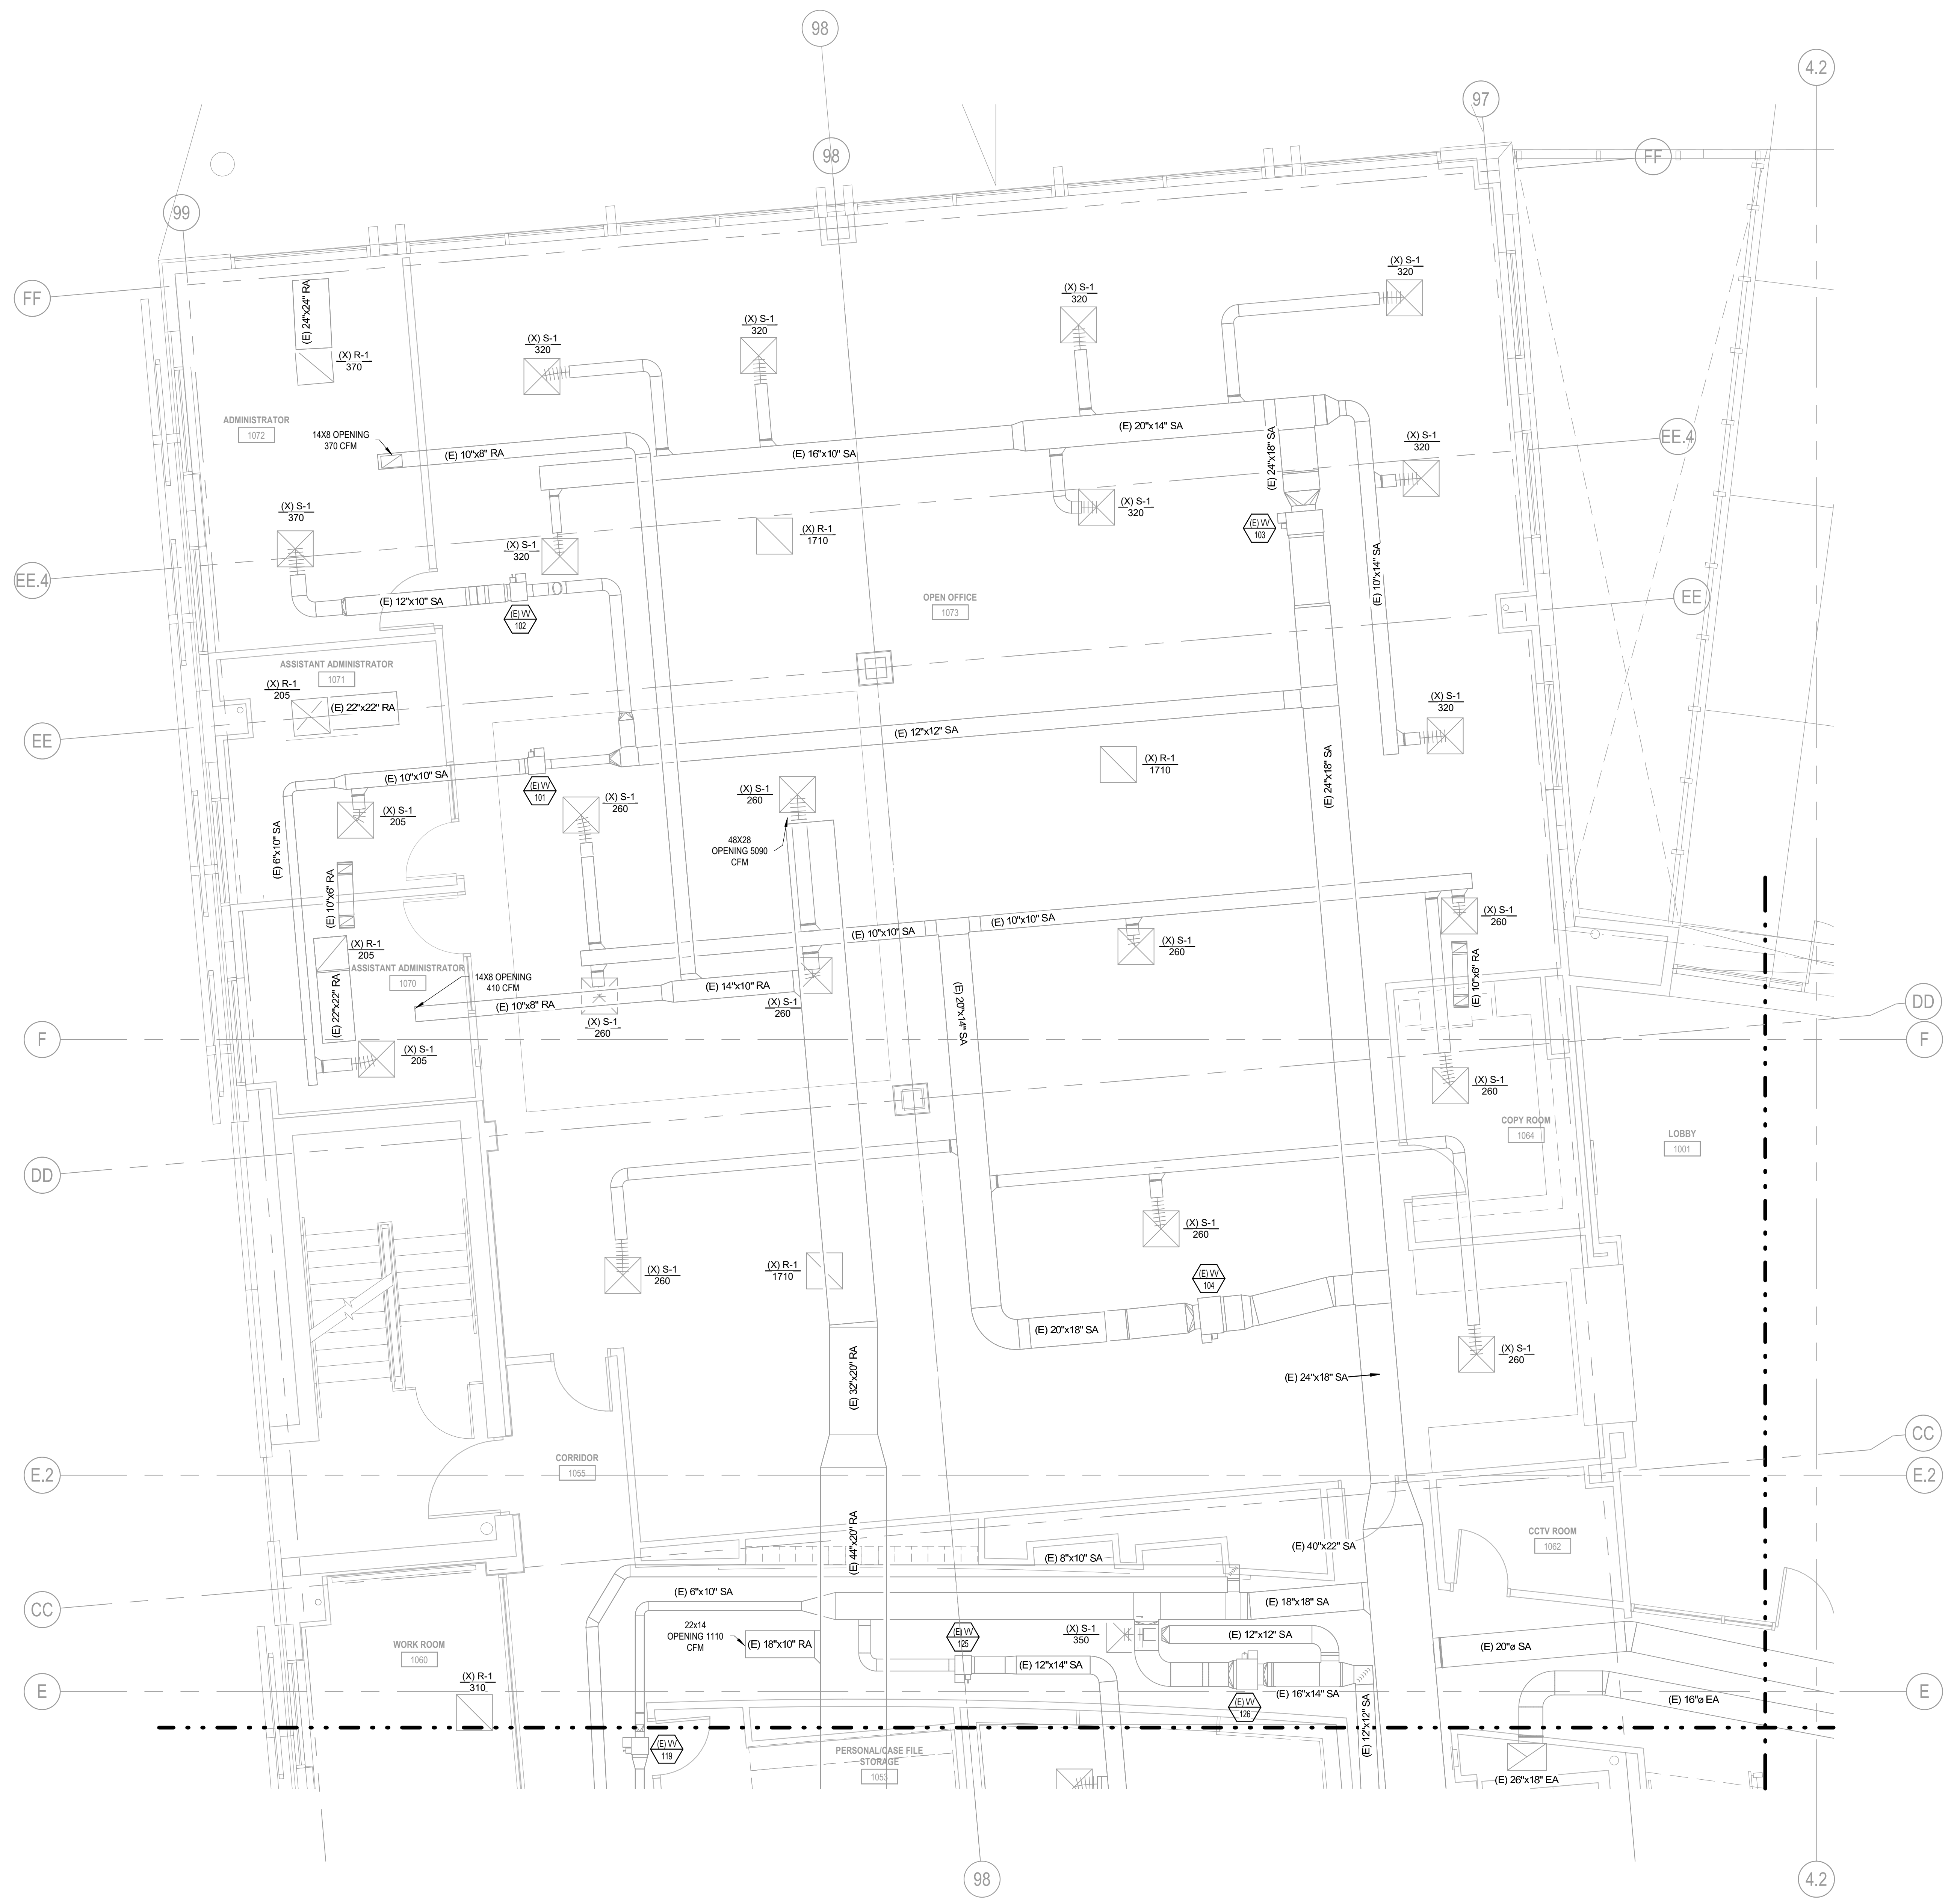 98
4.2
97
98
FF
99
FF
(E) 24"x24" RA
(X) R-1
370
(X) S-1
320
(X) S-1
320
(X) S-1
320
(X) S-1
320
ADMINISTRATOR
1072
14X8 OPENING
370 CFM
(E) 10"x8" RA
(E) 16"x10" SA
(E) 20"x14" SA
(E) 24"x18" SA
(X) S-1
320
EE.4
(X) S-1
370
(X) S-1
320
(X) R-1
1710
(X) S-1
320
(E) VV
103
EE.4
(E) 12"x10" SA
(E) VV
102
OPEN OFFICE
1073
(E) 10"x14" SA
EE
ASSISTANT ADMINISTRATOR
1071
(X) R-1
205
(E) 22"x22" RA
(X) S-1
320
EE
(E) 12"x12" SA
(X) R-1
1710
(E) 24"x18" SA
(E) 10"x10" SA
(E) VV
101
(X) S-1
260
(X) S-1
260
(X) S-1
205
(E) 6"x10" SA
48X28
OPENING 5090
CFM
(E) 10"x6" RA
(E) 10"x10" SA
(E) 10"x10" SA
(X) S-1
260
(X) S-1
260
(X) R-1
205
ASSISTANT ADMINISTRATOR
1070
14X8 OPENING
410 CFM
(E) 22"x22" RA
(E) 10"x8" RA
(E) 14"x10" RA
(X) S-1
260
(X) S-1
260
(E) 20"x14" SA
(E) 10"x6" RA
DD
F
F
(X) S-1
205
(X) S-1
260
COPY ROOM
1064
LOBBY
1001
DD
(X) S-1
260
(X) S-1
260
(X) R-1
1710
(E) VV
104
(E) 20"x18" SA
(X) S-1
260
(E) 24"x18" SA
(E) 32"x20" RA
CC
CORRIDOR
1055
E.2
E.2
(E) 44"x20" RA
(E) 40"x22" SA
CCTV ROOM
1062
(E) 8"x10" SA
(E) 6"x10" SA
(E) 18"x18" SA
CC
22x14
OPENING 1110
CFM
(E) 18"x10" RA
(E) VV
125
(X) S-1
350
(E) 12"x12" SA
(E) 20"ø SA
WORK ROOM
1060
(E) 12"x14" SA
(X) R-1
310
(E) 16"x14" SA
(E) VV
126
(E) 12"x12" SA
(E) 16"ø EA
E
E
(E) VV
119
PERSONAL/CASE FILE
STORAGE
1053
(E) 26"x18" EA
98
4.2